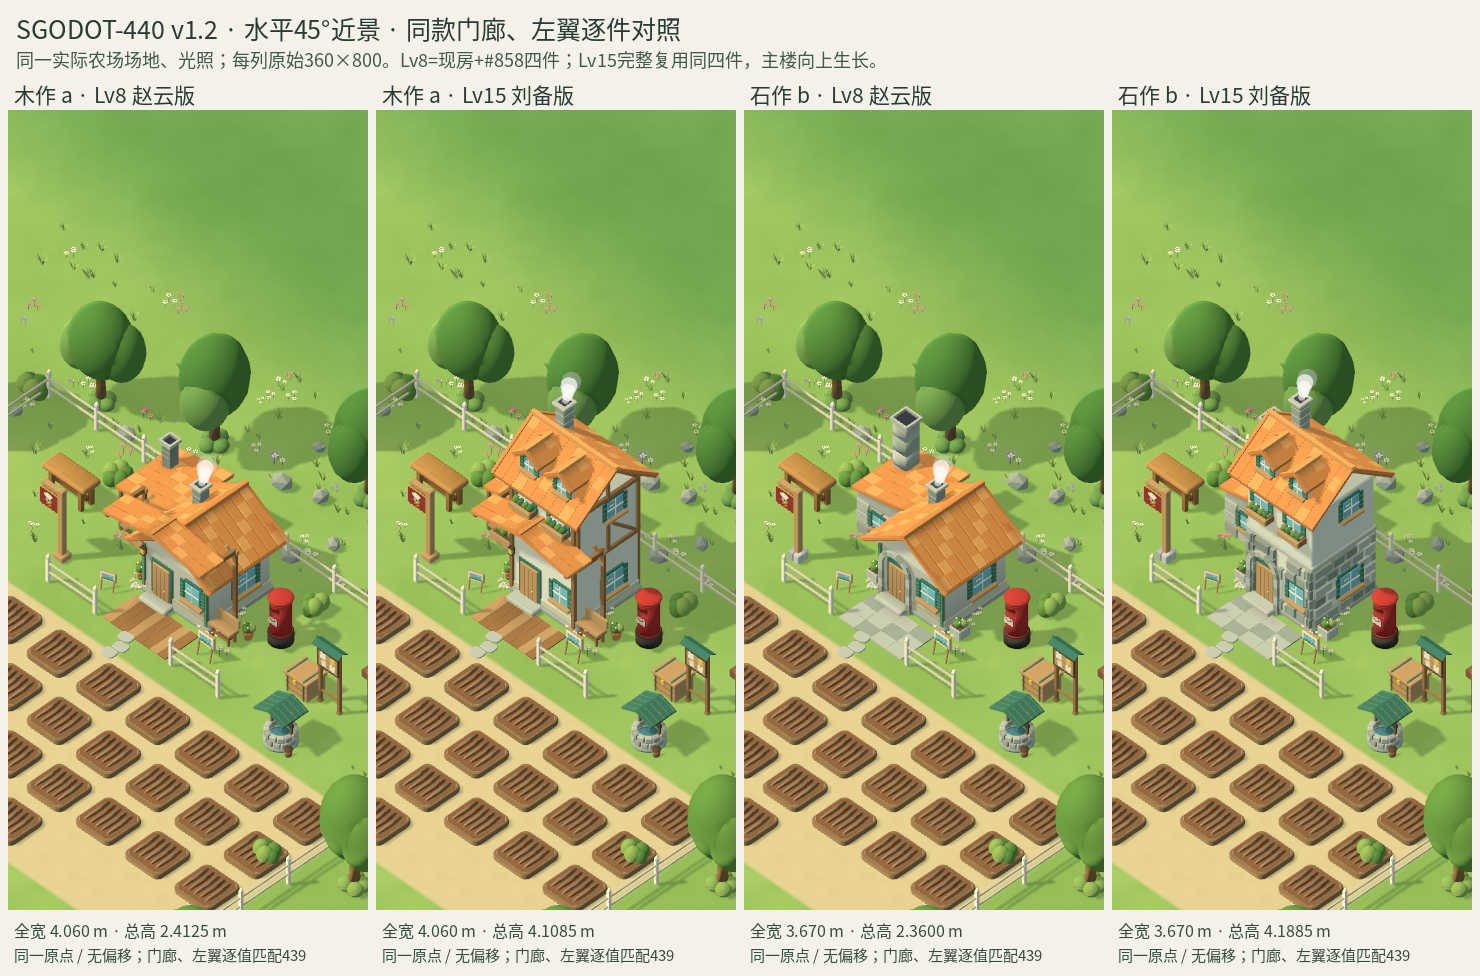 SGODOT-440 v1.2 · 水平45°近景 · 同款门廊、左翼逐件对照
同一实际农场场地、光照；每列原始360×800。Lv8=现房+#858四件；Lv15完整复用同四件，主楼向上生长。
木作 a · Lv8 赵云版
木作 a · Lv15 刘备版
石作 b · Lv8 赵云版
石作 b · Lv15 刘备版
全宽 4.060 m · 总高 2.4125 m
同一原点 / 无偏移；门廊、左翼逐值匹配439
全宽 4.060 m · 总高 4.1085 m
同一原点 / 无偏移；门廊、左翼逐值匹配439
全宽 3.670 m · 总高 2.3600 m
同一原点 / 无偏移；门廊、左翼逐值匹配439
全宽 3.670 m · 总高 4.1885 m
同一原点 / 无偏移；门廊、左翼逐值匹配439